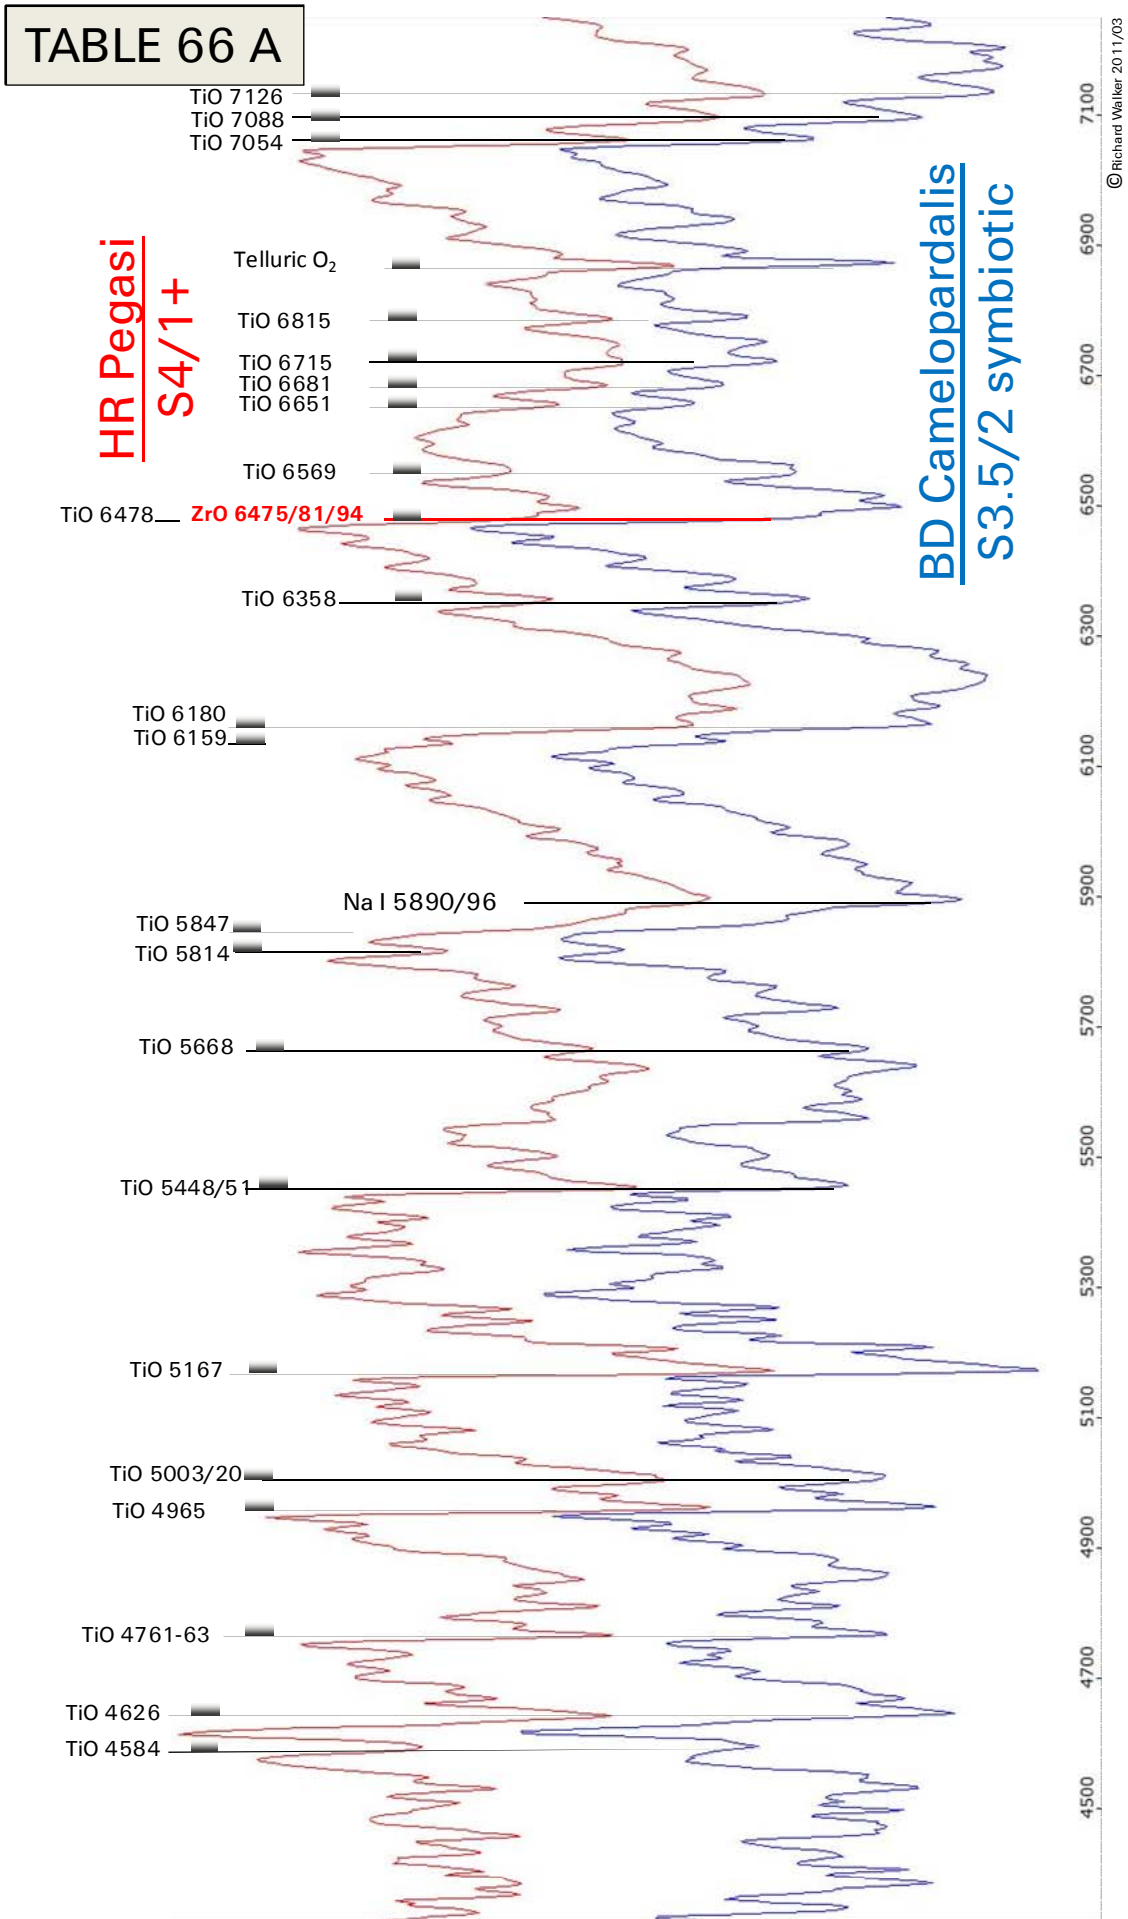 TABLE 66 A
© Richard Walker 2011/03
TiO 7126
TiO 7088
TiO 7054
7100
HR Pegasi
S4/1+
BD Camelopardalis
S3.5/2 symbiotic
6900
Telluric O₂
TiO 6815
TiO 6715
TiO 6681
TiO 6651
6700
TiO 6569
TiO 6478
ZrO 6475/81/94
6500
TiO 6358
6300
TiO 6180
TiO 6159
6100
Na I 5890/96
5900
TiO 5847
TiO 5814
5700
TiO 5668
5500
TiO 5448/51
5300
TiO 5167
5100
TiO 5003/20
TiO 4965
4900
TiO 4761-63
4700
TiO 4626
TiO 4584
4500